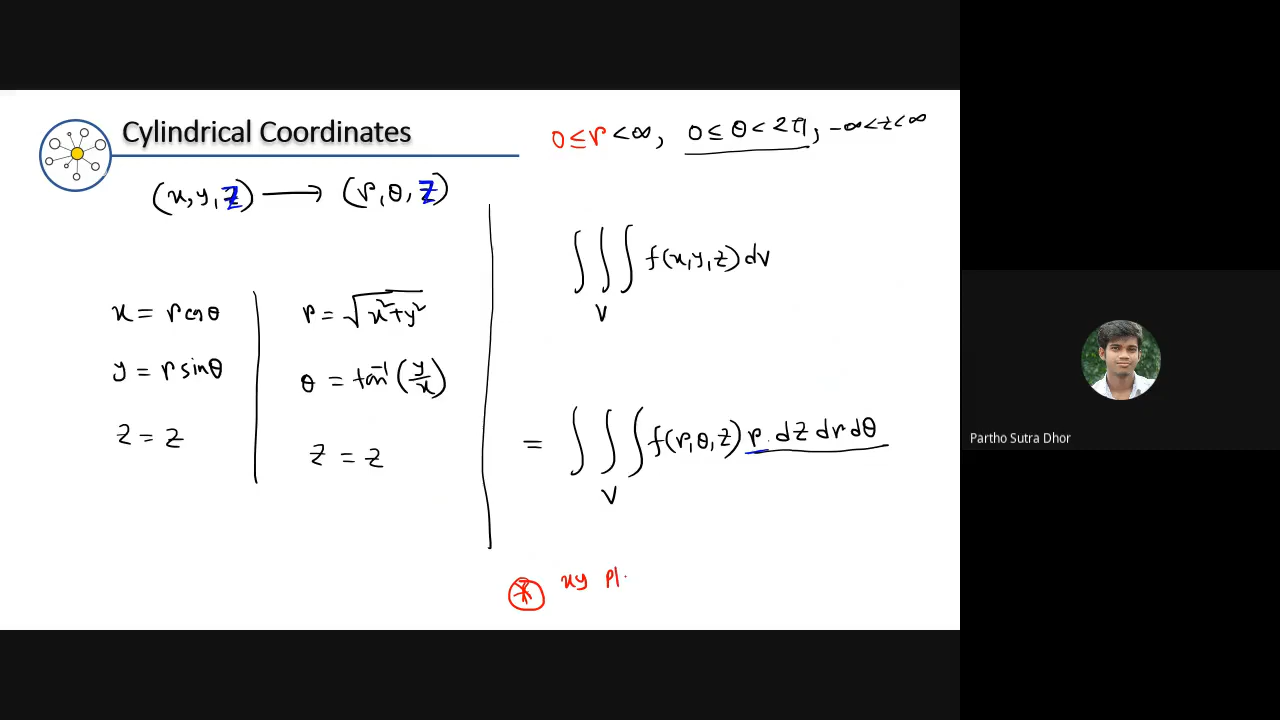 Cylindrical Coordinates
0 ≤ r < ∞, 0 ≤ θ < 2π, -∞ < z < ∞
(x, y, z) ⟶ (r, θ, z)
x = r cos θ
y = r sin θ
z = z
r = √(x² + y²)
θ = tan⁻¹(y/x)
z = z
∫∫∫ f(x, y, z) dV
V
= ∫∫∫ f(r, θ, z) r. dz dr dθ
V
* xy pl.
Partho Sutra Dhor